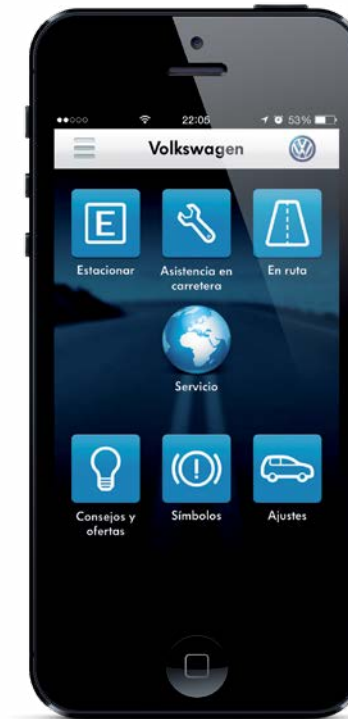 22:05 53%
Volkswagen
E
Estacionar
Asistencia en
carretera
En ruta
Servicio
Consejos y
ofertas
Símbolos
Ajustes